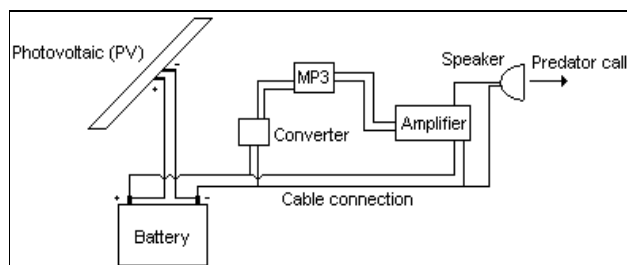 Photovoltaic (PV)
-
+
Speaker
Predator call
MP3
Amplifier
Converter
+
-
Cable connection
Battery